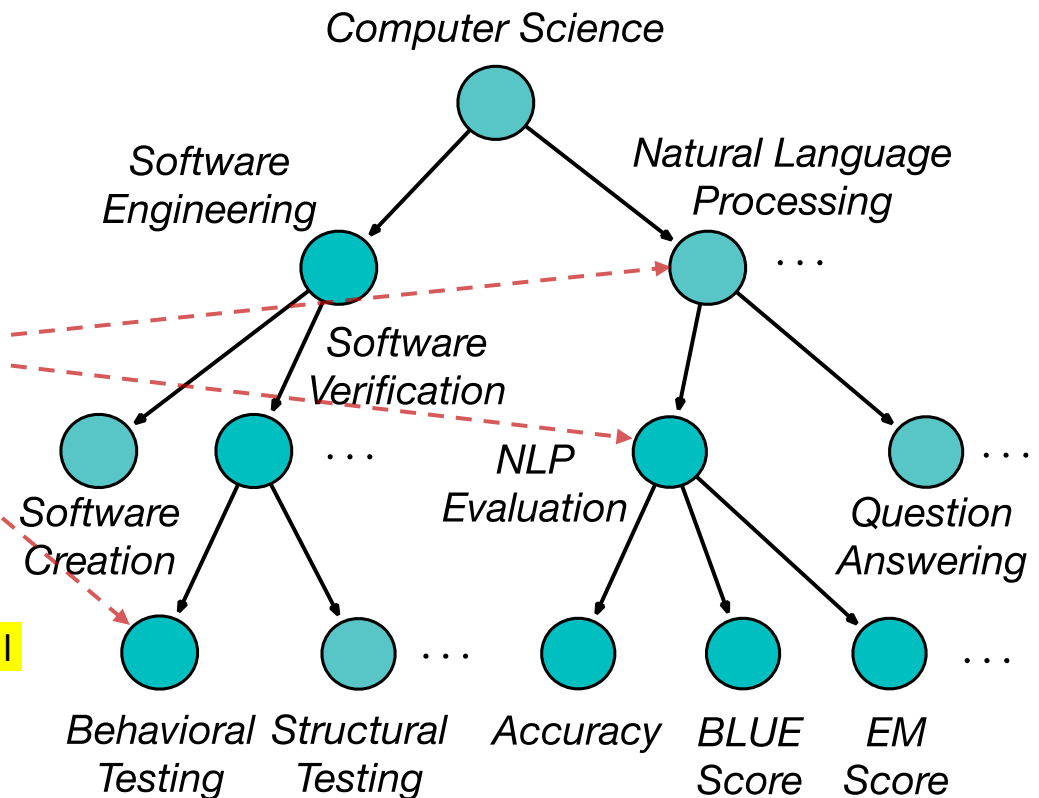 Computer Science
Software
Engineering
Natural Language
Processing
...
Software
Verification
...
NLP
Evaluation
...
Software
Creation
Question
Answering
l
...
...
Behavioral
Testing
Structural
Testing
Accuracy
BLUE
Score
EM
Score